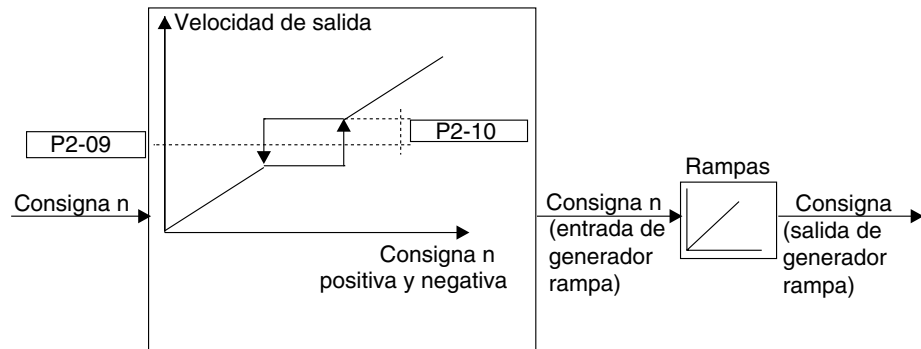 Velocidad de salida
P2-09
P2-10
Consigna n
Consigna n
positiva y negativa
Consigna n
(entrada de
generador
rampa)
Rampas
Consigna
(salida de
generador
rampa)